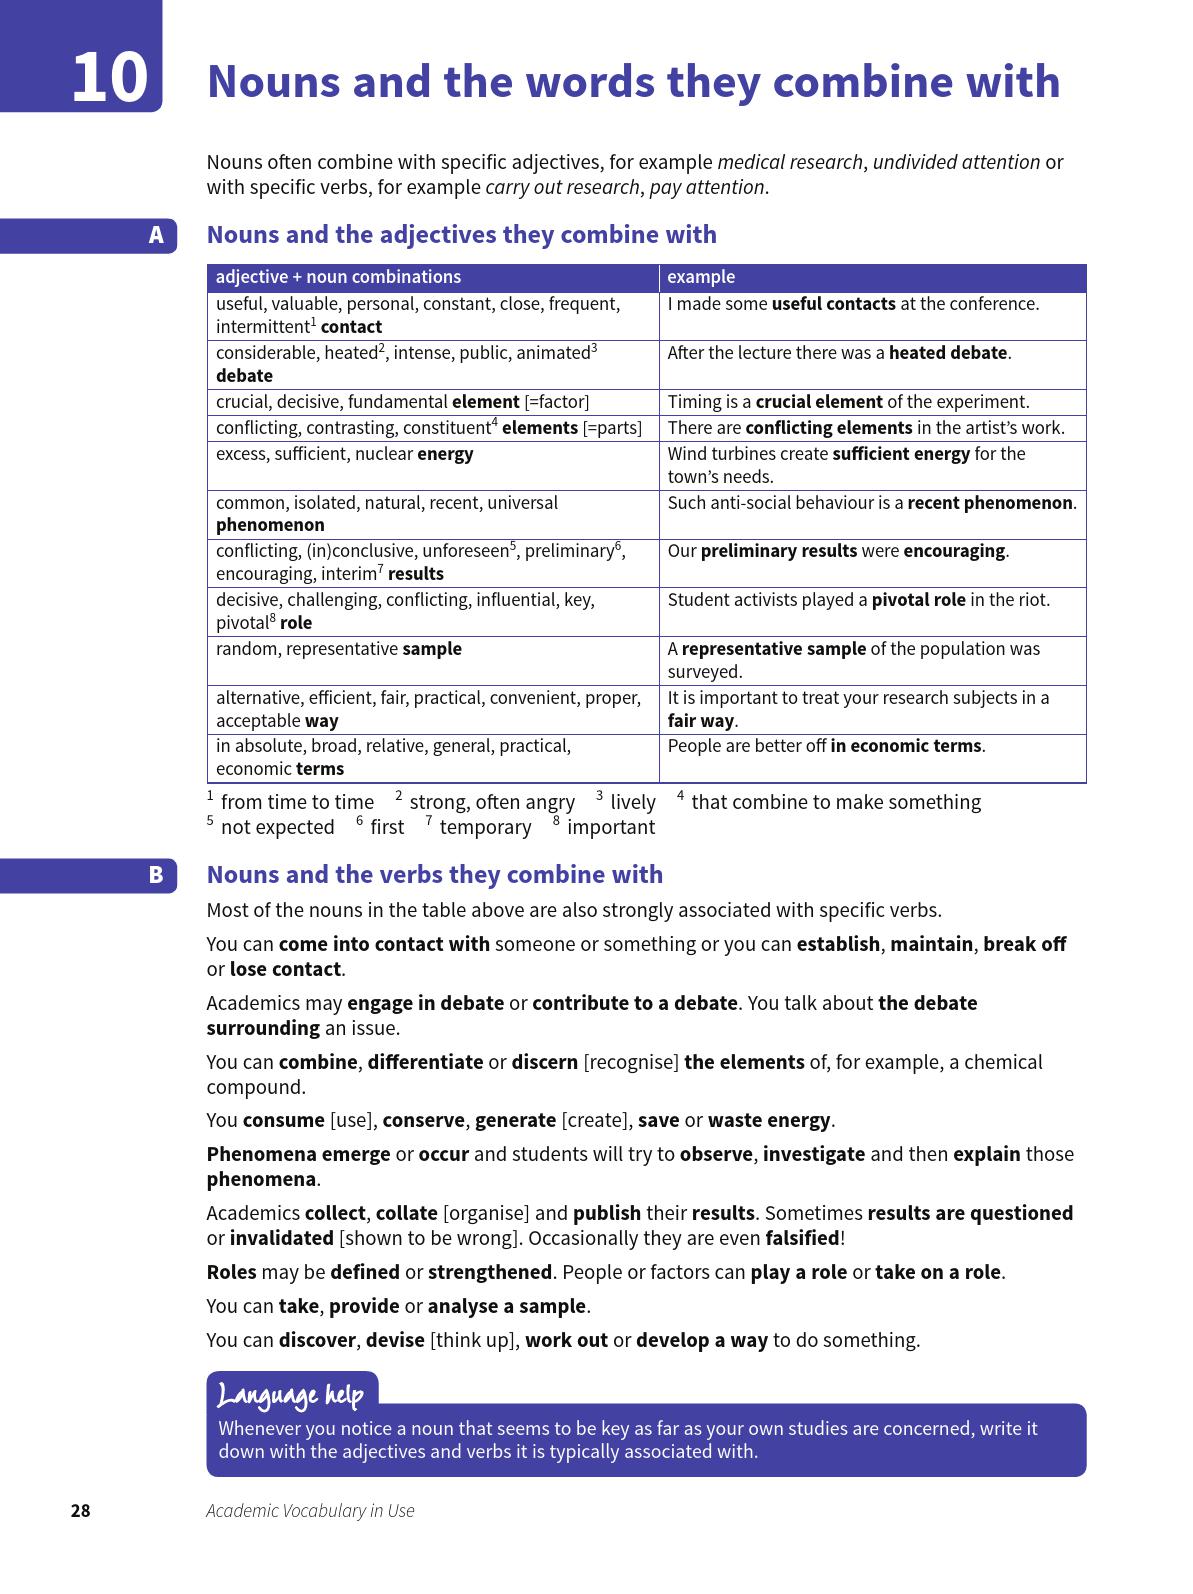 10
Nouns and the words they combine with
Nouns often combine with specific adjectives, for example medical research, undivided attention or
with specific verbs, for example carry out research, pay attention.
A
Nouns and the adjectives they combine with
adjective + noun combinations
example
useful, valuable, personal, constant, close, frequent,
intermittent¹ contact
I made some useful contacts at the conference.
considerable, heated², intense, public, animated³
debate
After the lecture there was a heated debate.
crucial, decisive, fundamental element [=factor]
Timing is a crucial element of the experiment.
conflicting, contrasting, constituent⁴ elements [=parts]
There are conflicting elements in the artist’s work.
excess, sufficient, nuclear energy
Wind turbines create sufficient energy for the
town’s needs.
common, isolated, natural, recent, universal
phenomenon
Such anti-social behaviour is a recent phenomenon.
conflicting, (in)conclusive, unforeseen⁵, preliminary⁶,
encouraging, interim⁷ results
Our preliminary results were encouraging.
decisive, challenging, conflicting, influential, key,
pivotal⁸ role
Student activists played a pivotal role in the riot.
random, representative sample
A representative sample of the population was
surveyed.
alternative, efficient, fair, practical, convenient, proper,
acceptable way
It is important to treat your research subjects in a
fair way.
in absolute, broad, relative, general, practical,
economic terms
People are better off in economic terms.
¹ from time to time ² strong, often angry ³ lively ⁴ that combine to make something
⁵ not expected ⁶ first ⁷ temporary ⁸ important
B
Nouns and the verbs they combine with
Most of the nouns in the table above are also strongly associated with specific verbs.
You can come into contact with someone or something or you can establish, maintain, break off
or lose contact.
Academics may engage in debate or contribute to a debate. You talk about the debate
surrounding an issue.
You can combine, differentiate or discern [recognise] the elements of, for example, a chemical
compound.
You consume [use], conserve, generate [create], save or waste energy.
Phenomena emerge or occur and students will try to observe, investigate and then explain those
phenomena.
Academics collect, collate [organise] and publish their results. Sometimes results are questioned
or invalidated [shown to be wrong]. Occasionally they are even falsified!
Roles may be defined or strengthened. People or factors can play a role or take on a role.
You can take, provide or analyse a sample.
You can discover, devise [think up], work out or develop a way to do something.
Language help
Whenever you notice a noun that seems to be key as far as your own studies are concerned, write it
down with the adjectives and verbs it is typically associated with.
28
Academic Vocabulary in Use